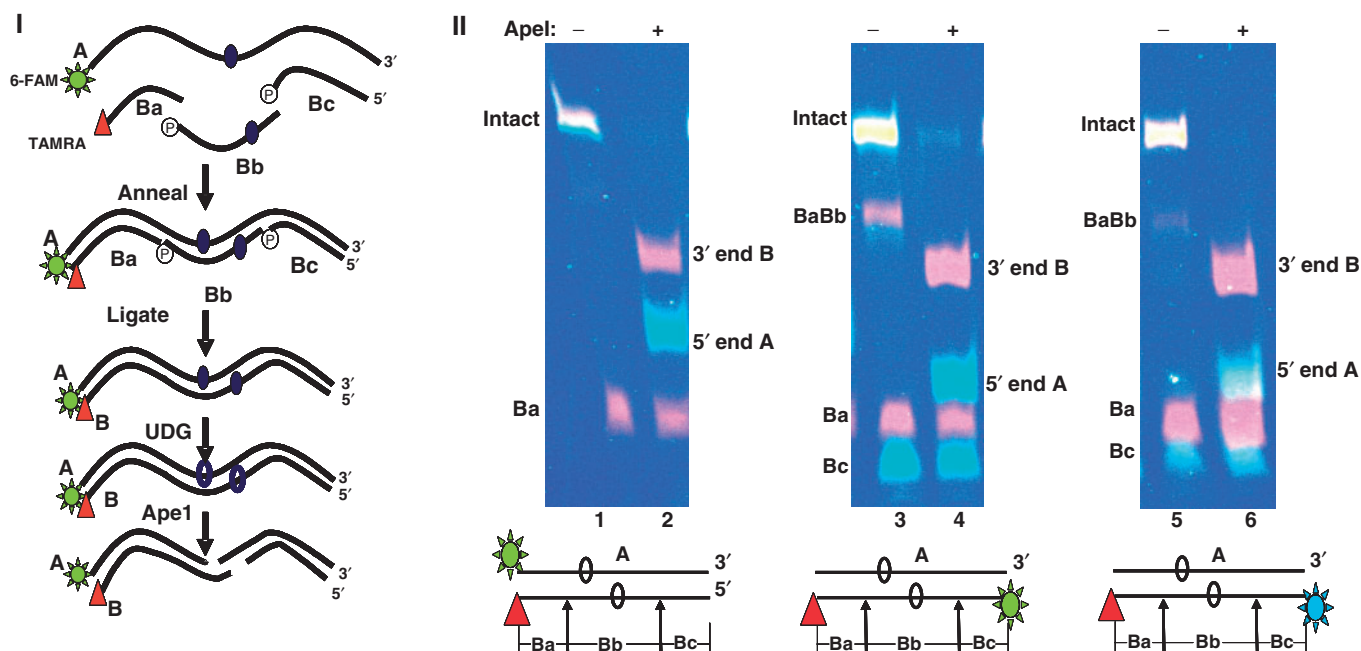 I
A
6-FAM
3′
5′
Ba
P
Bc
TAMRA
P
Bb
Anneal
A
Ba
P
P
Bc
3′
5′
Bb
Ligate
A
B
3′
5′
UDG
A
B
3′
5′
Ape1
A
B
3′
5′
II
ApeI: – +
Intact
3′ end B
5′ end A
Ba
1 2
A
3′
5′
Ba Bb Bc
– +
Intact
BaBb
3′ end B
5′ end A
Ba
Bc
3 4
A
3′
Ba Bb Bc
– +
Intact
BaBb
3′ end B
5′ end A
Ba
Bc
5 6
A
3′
Ba Bb Bc